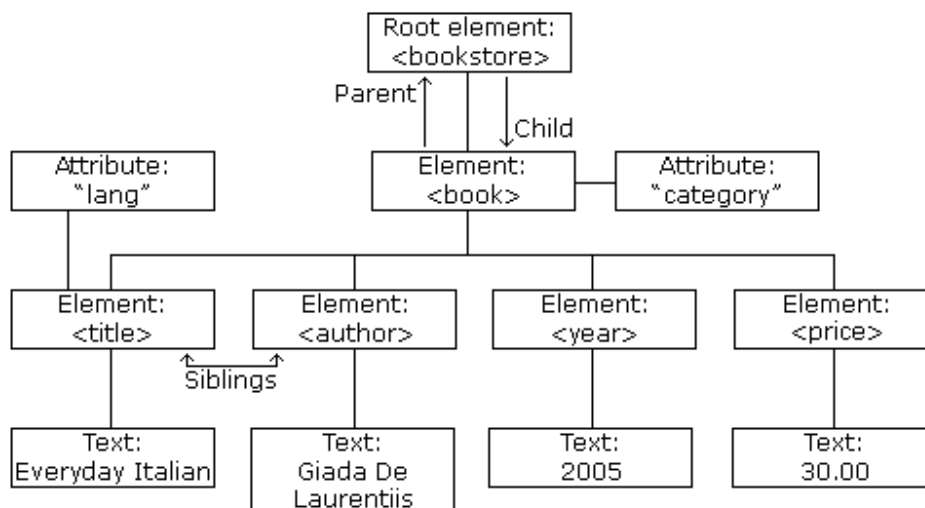 Root element:
<bookstore>
Parent
Child
Attribute:
“lang”
Element:
<book>
Attribute:
“category”
Element:
<title>
Element:
<author>
Element:
<year>
Element:
<price>
Siblings
Text:
Everyday Italian
Text:
Giada De
Laurentiis
Text:
2005
Text:
30.00